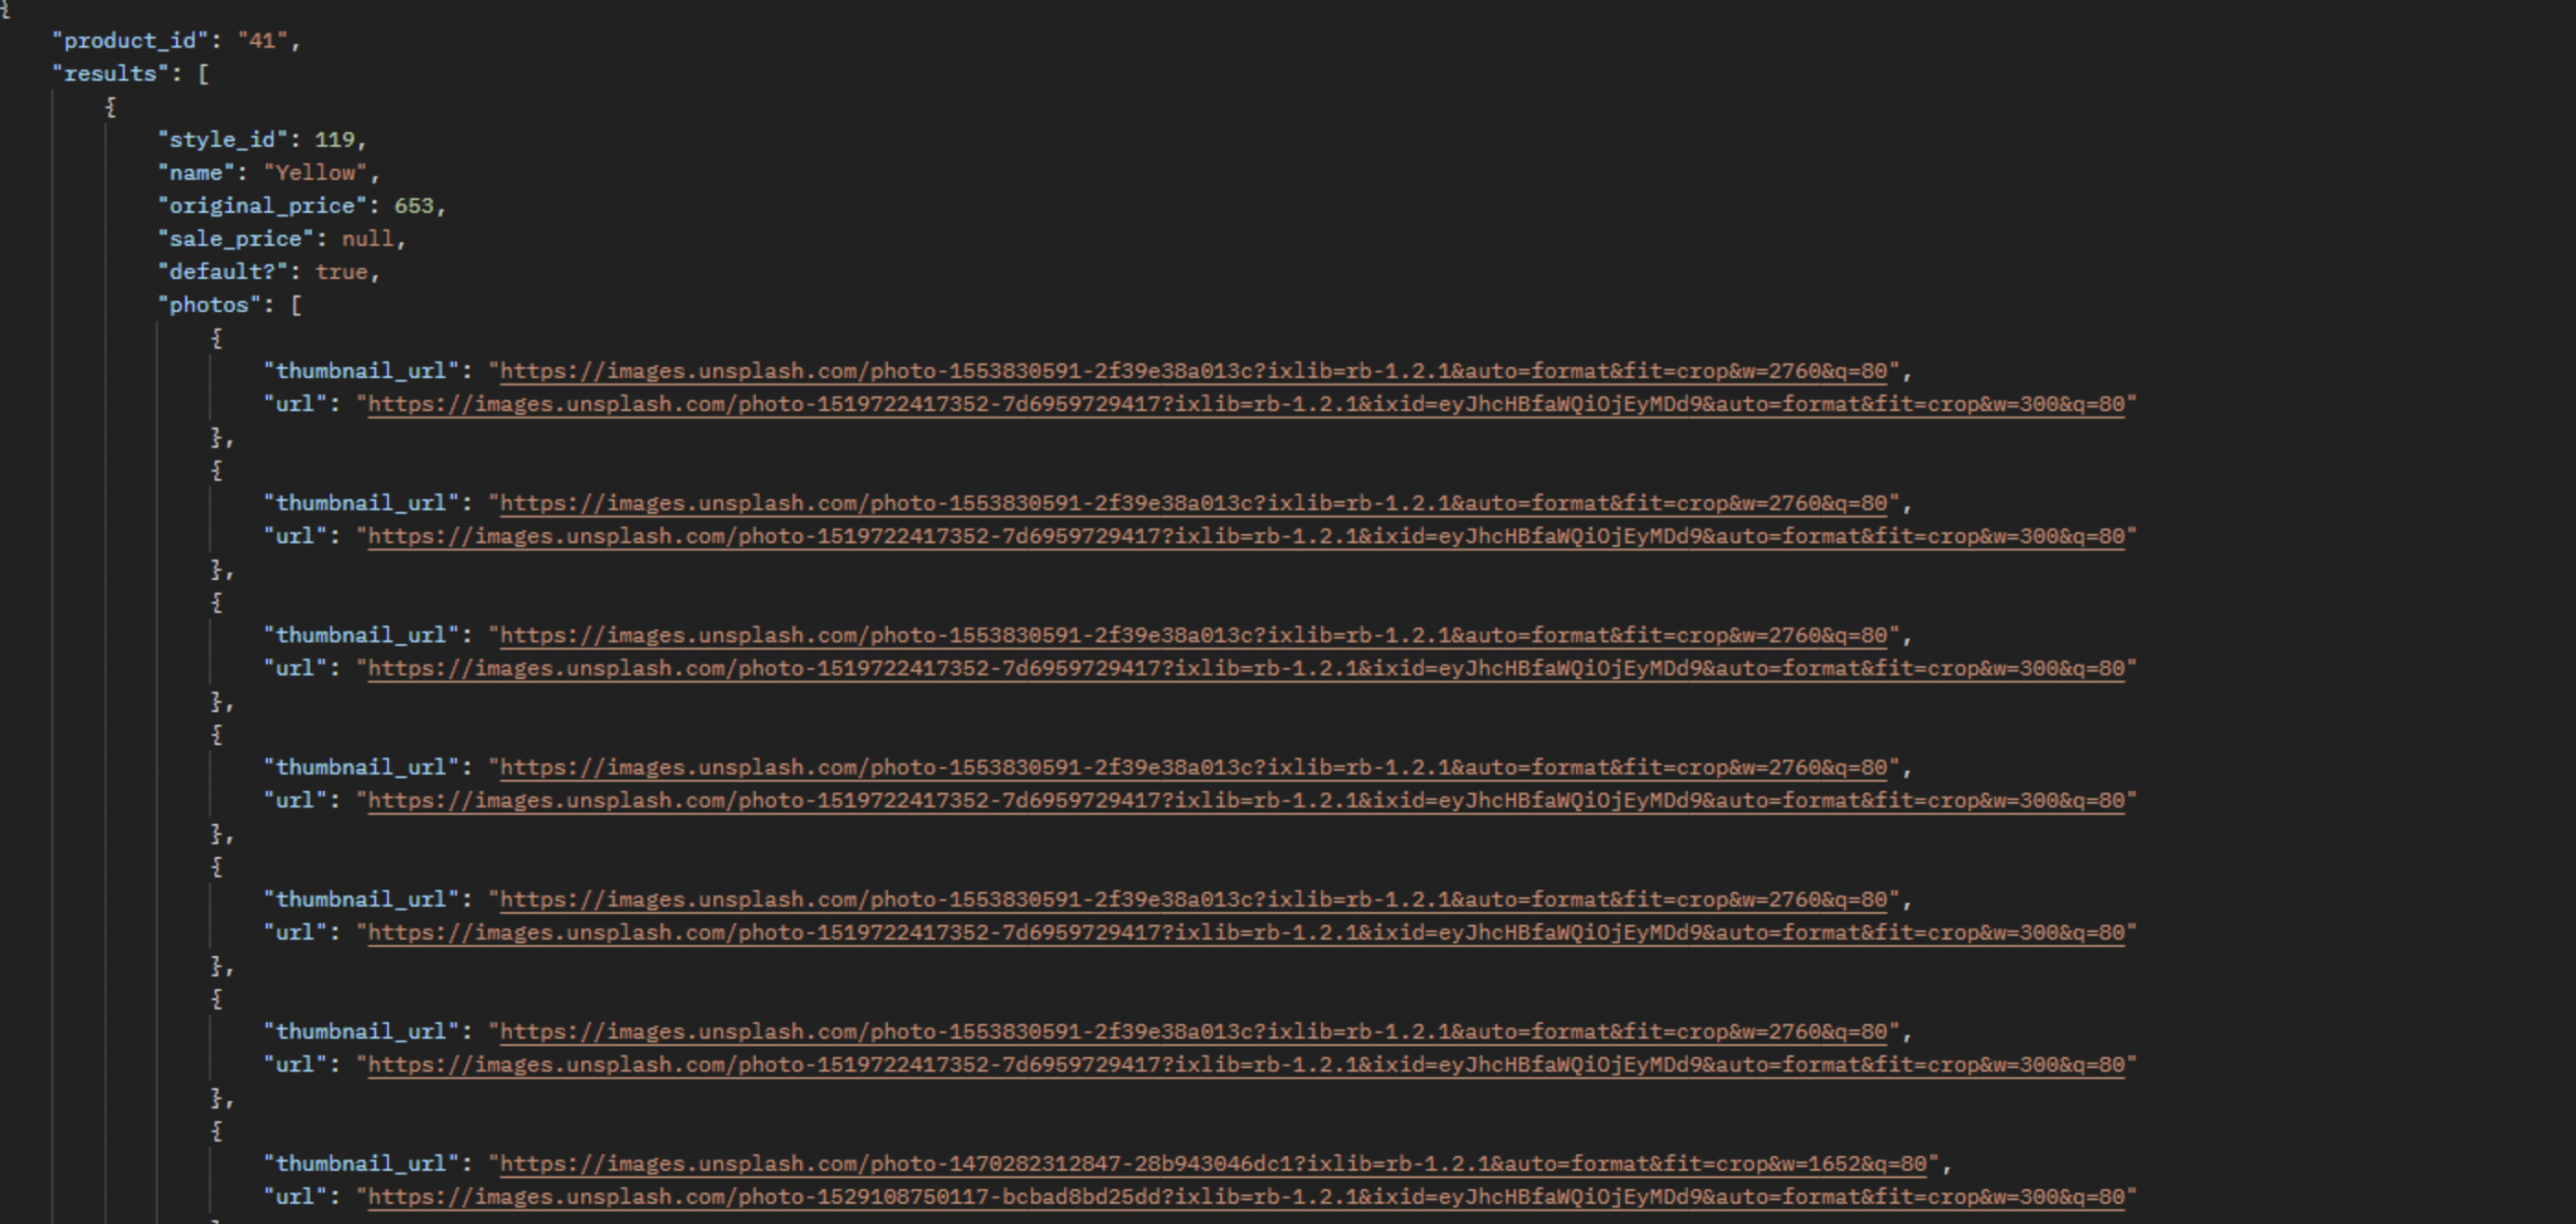 {
"product_id": "41",
"results": [
{
"style_id": 119,
"name": "Yellow",
"original_price": 653,
"sale_price": null,
"default?": true,
"photos": [
{
"thumbnail_url": "https://images.unsplash.com/photo-1553830591-2f39e38a013c?ixlib=rb-1.2.1&auto=format&fit=crop&w=2760&q=80",
"url": "https://images.unsplash.com/photo-1519722417352-7d6959729417?ixlib=rb-1.2.1&ixid=eyJhcHBfaWQiOjEyMDd9&auto=format&fit=crop&w=300&q=80"
},
{
"thumbnail_url": "https://images.unsplash.com/photo-1553830591-2f39e38a013c?ixlib=rb-1.2.1&auto=format&fit=crop&w=2760&q=80",
"url": "https://images.unsplash.com/photo-1519722417352-7d6959729417?ixlib=rb-1.2.1&ixid=eyJhcHBfaWQiOjEyMDd9&auto=format&fit=crop&w=300&q=80"
},
{
"thumbnail_url": "https://images.unsplash.com/photo-1553830591-2f39e38a013c?ixlib=rb-1.2.1&auto=format&fit=crop&w=2760&q=80",
"url": "https://images.unsplash.com/photo-1519722417352-7d6959729417?ixlib=rb-1.2.1&ixid=eyJhcHBfaWQiOjEyMDd9&auto=format&fit=crop&w=300&q=80"
},
{
"thumbnail_url": "https://images.unsplash.com/photo-1553830591-2f39e38a013c?ixlib=rb-1.2.1&auto=format&fit=crop&w=2760&q=80",
"url": "https://images.unsplash.com/photo-1519722417352-7d6959729417?ixlib=rb-1.2.1&ixid=eyJhcHBfaWQiOjEyMDd9&auto=format&fit=crop&w=300&q=80"
},
{
"thumbnail_url": "https://images.unsplash.com/photo-1553830591-2f39e38a013c?ixlib=rb-1.2.1&auto=format&fit=crop&w=2760&q=80",
"url": "https://images.unsplash.com/photo-1519722417352-7d6959729417?ixlib=rb-1.2.1&ixid=eyJhcHBfaWQiOjEyMDd9&auto=format&fit=crop&w=300&q=80"
},
{
"thumbnail_url": "https://images.unsplash.com/photo-1553830591-2f39e38a013c?ixlib=rb-1.2.1&auto=format&fit=crop&w=2760&q=80",
"url": "https://images.unsplash.com/photo-1519722417352-7d6959729417?ixlib=rb-1.2.1&ixid=eyJhcHBfaWQiOjEyMDd9&auto=format&fit=crop&w=300&q=80"
},
{
"thumbnail_url": "https://images.unsplash.com/photo-1470282312847-28b943046dc1?ixlib=rb-1.2.1&auto=format&fit=crop&w=1652&q=80",
"url": "https://images.unsplash.com/photo-1529108750117-bcbad8bd25dd?ixlib=rb-1.2.1&ixid=eyJhcHBfaWQiOjEyMDd9&auto=format&fit=crop&w=300&q=80"